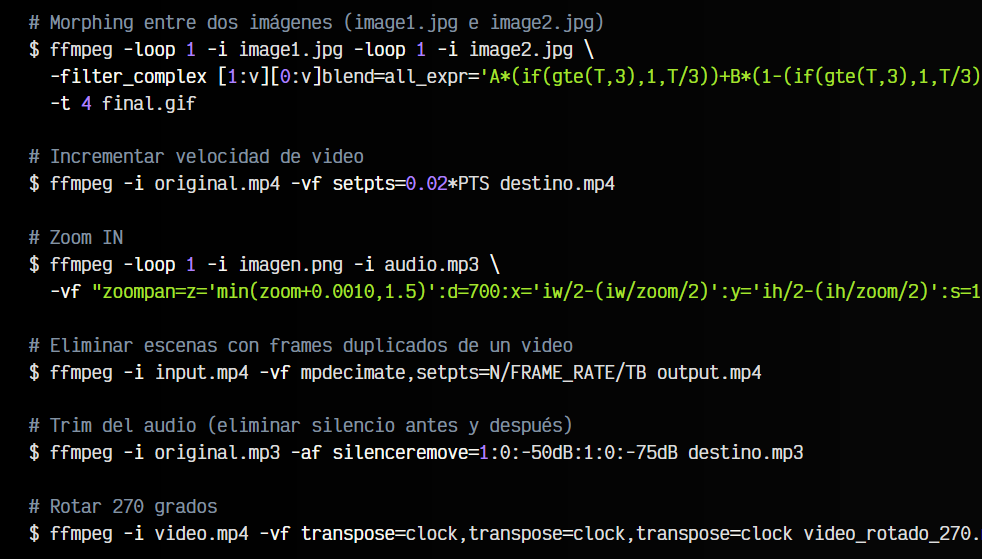 # Morphing entre dos imágenes (image1.jpg e image2.jpg)
$ ffmpeg -loop 1 -i image1.jpg -loop 1 -i image2.jpg \
-filter_complex [1:v][0:v]blend=all_expr='A*(if(gte(T,3),1,T/3))+B*(1-(if(gte(T,3),1,T/3)
-t 4 final.gif
# Incrementar velocidad de video
$ ffmpeg -i original.mp4 -vf setpts=0.02*PTS destino.mp4
# Zoom IN
$ ffmpeg -loop 1 -i imagen.png -i audio.mp3 \
-vf "zoompan=z='min(zoom+0.0010,1.5)':d=700:x='iw/2-(iw/zoom/2)':y='ih/2-(ih/zoom/2)':s=1
# Eliminar escenas con frames duplicados de un video
$ ffmpeg -i input.mp4 -vf mpdecimate,setpts=N/FRAME_RATE/TB output.mp4
# Trim del audio (eliminar silencio antes y después)
$ ffmpeg -i original.mp3 -af silenceremove=1:0:-50dB:1:0:-75dB destino.mp3
# Rotar 270 grados
$ ffmpeg -i video.mp4 -vf transpose=clock,transpose=clock,transpose=clock video_rotado_270.